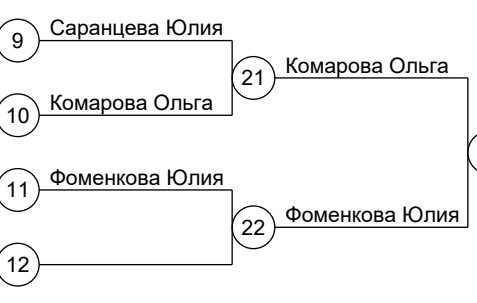 9 Саранцева Юлия
21 Комарова Ольга
10 Комарова Ольга
11 Фоменкова Юлия
22 Фоменкова Юлия
12